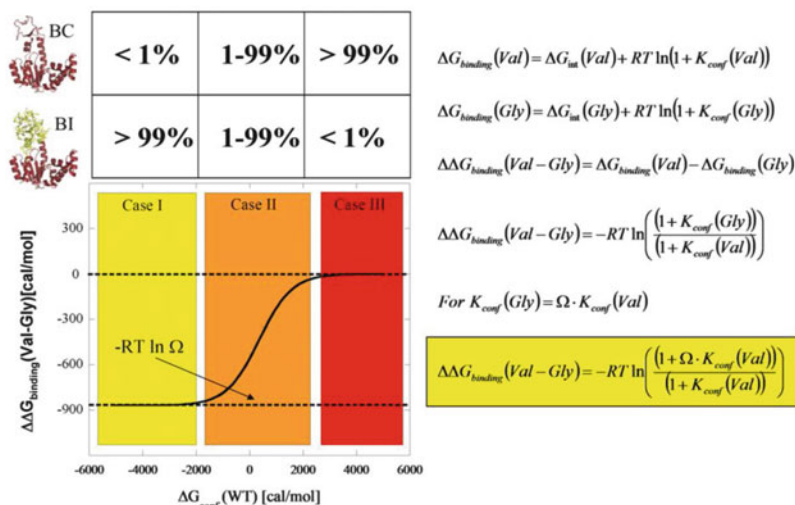 BC
< 1% 1-99% > 99%
BI
> 99% 1-99% < 1%
Case I Case II Case III
300
0
-300
-600
-900
-RT ln Ω
ΔΔG_binding(Val-Gly)[cal/mol]
-6000 -4000 -2000 0 2000 4000 6000
ΔG_conf(WT) [cal/mol]
ΔG_binding(Val) = ΔG_int(Val) + RT ln(1 + K_conf(Val))
ΔG_binding(Gly) = ΔG_int(Gly) + RT ln(1 + K_conf(Gly))
ΔΔG_binding(Val − Gly) = ΔG_binding(Val) − ΔG_binding(Gly)
ΔΔG_binding(Val − Gly) = −RT ln((1 + K_conf(Gly))/(1 + K_conf(Val)))
For K_conf(Gly) = Ω · K_conf(Val)
ΔΔG_binding(Val − Gly) = −RT ln((1 + Ω · K_conf(Val))/(1 + K_conf(Val)))